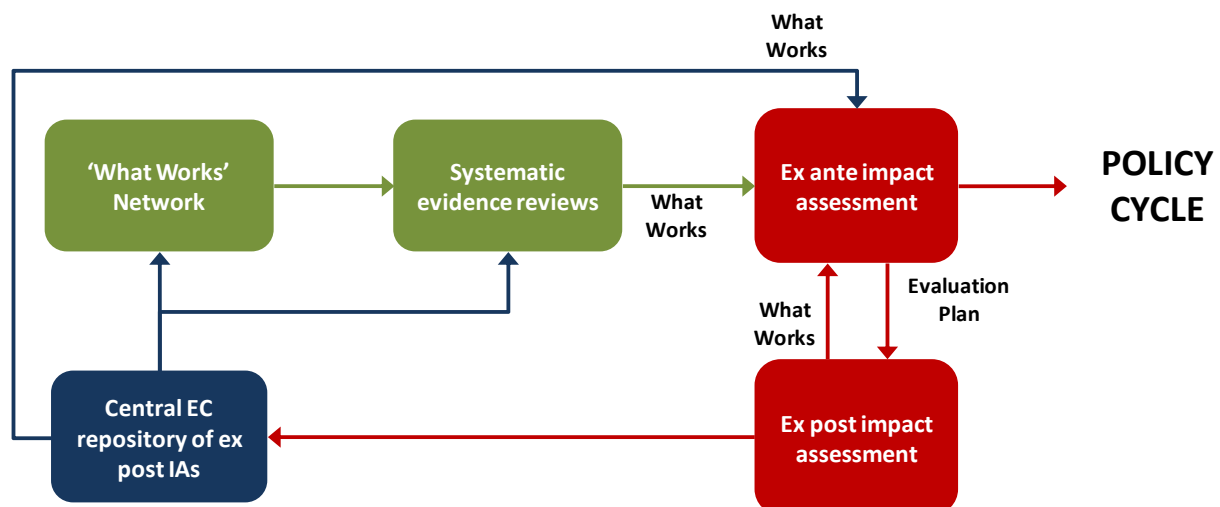 What
Works
'What Works'
Network
Systematic
evidence reviews
What
Works
Ex ante impact
assessment
POLICY
CYCLE
What
Works
Evaluation
Plan
Central EC
repository of ex
post IAs
Ex post impact
assessment